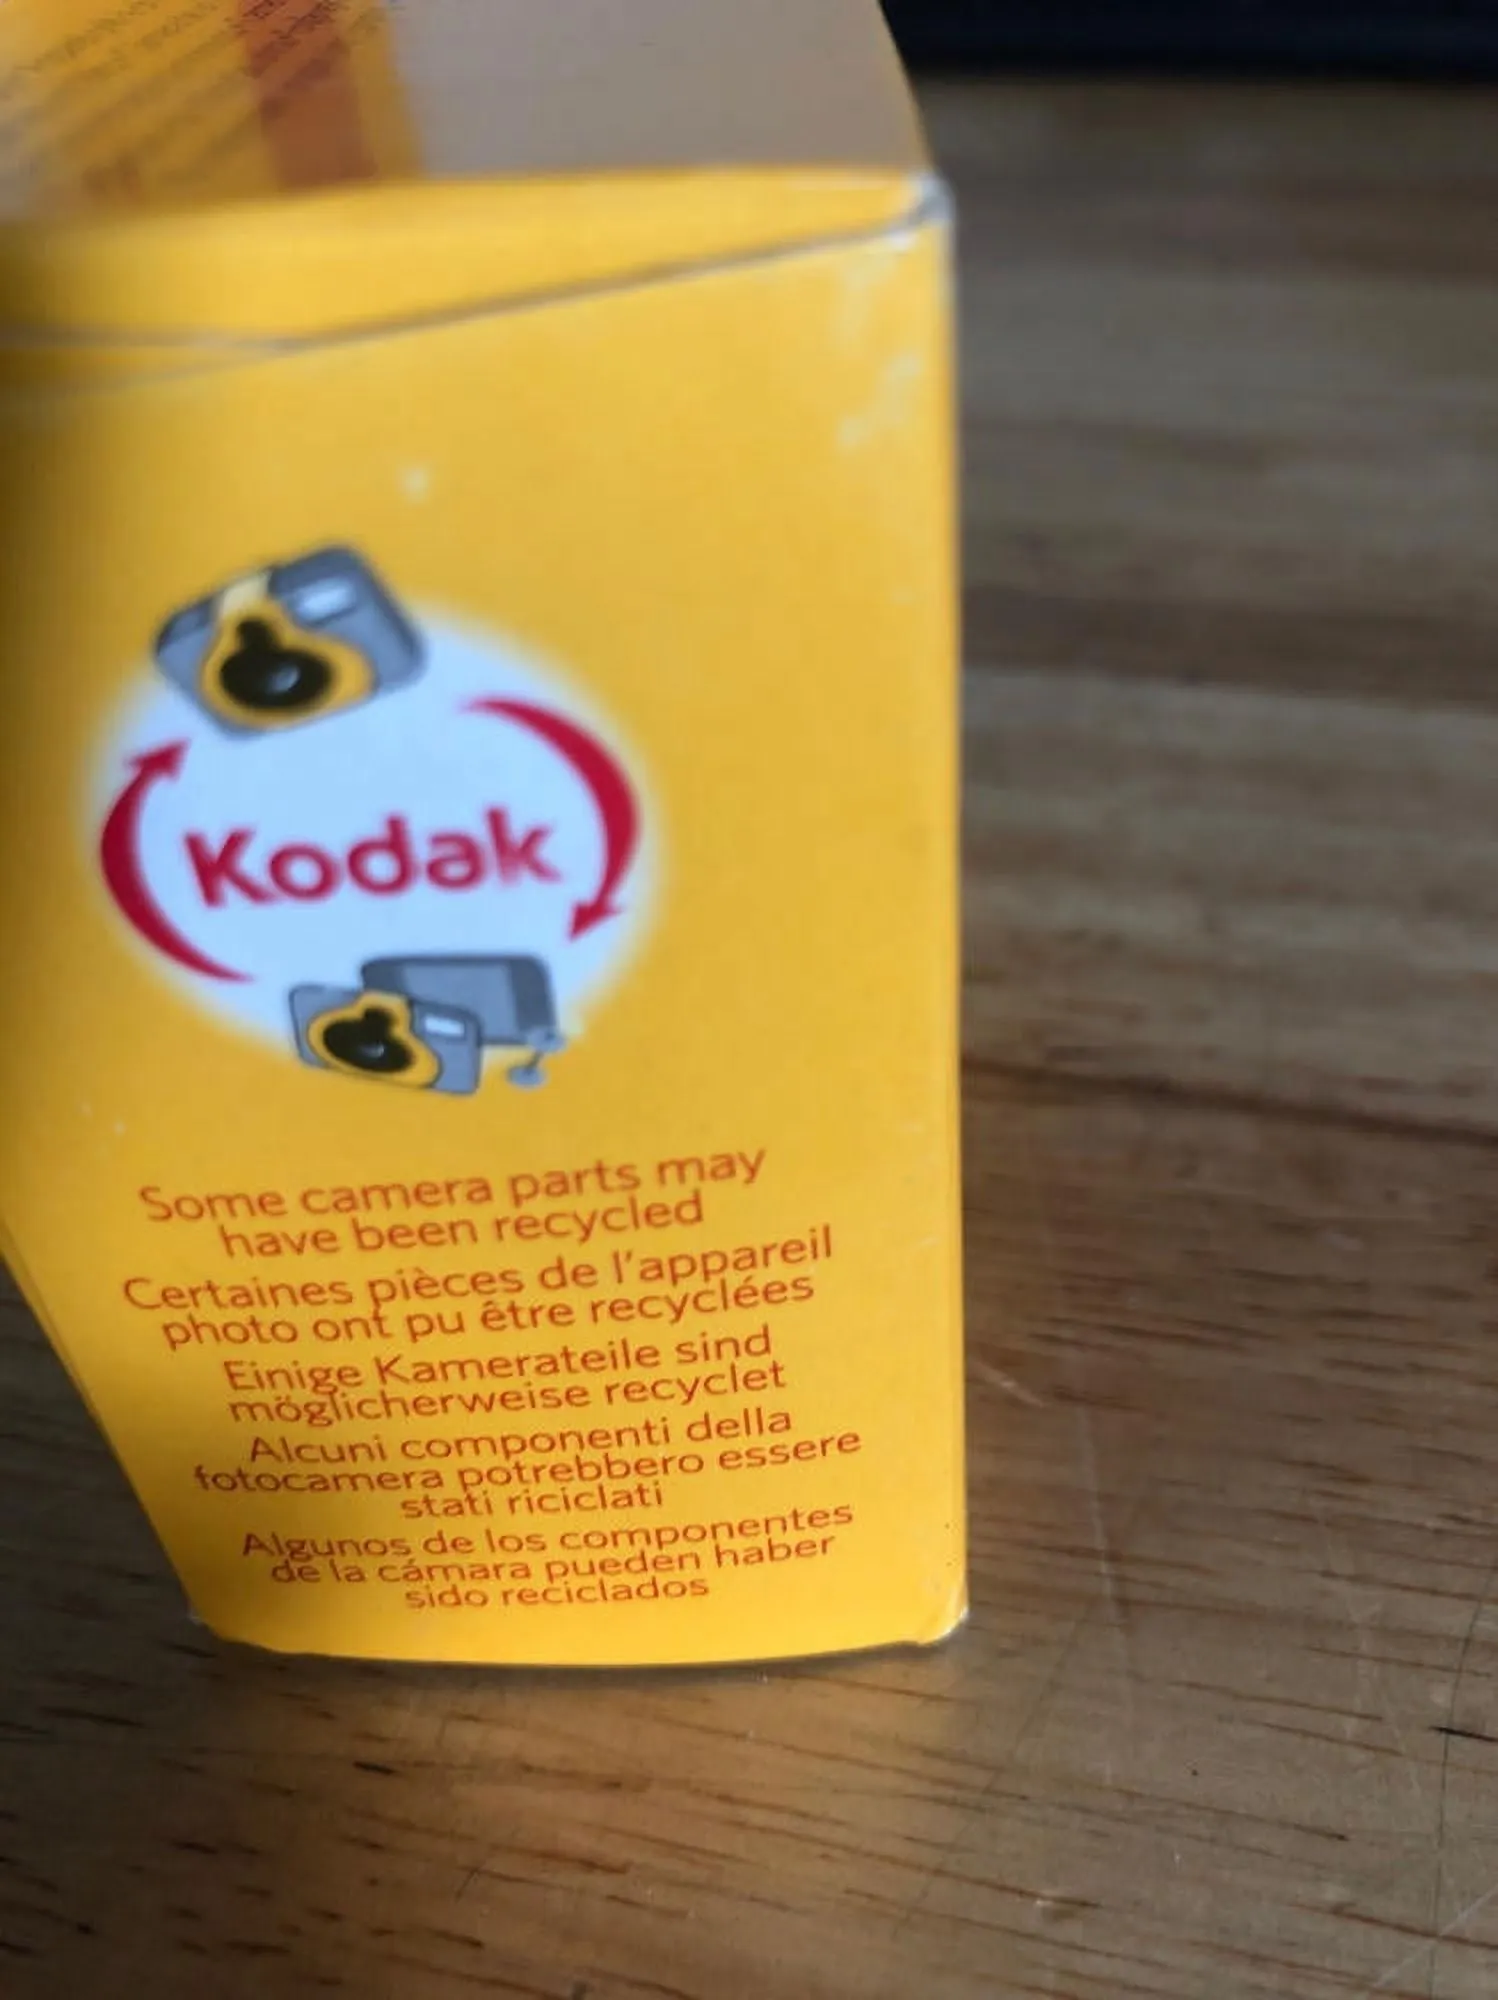 Kodak
Some camera parts may
have been recycled
Certaines pièces de l'appareil
photo ont pu être recyclées
Einige Kamerateile sind
möglicherweise recyclet
Alcuni componenti della
fotocamera potrebbero essere
stati riciclati
Algunos de los componentes
de la cámara pueden haber
sido reciclados